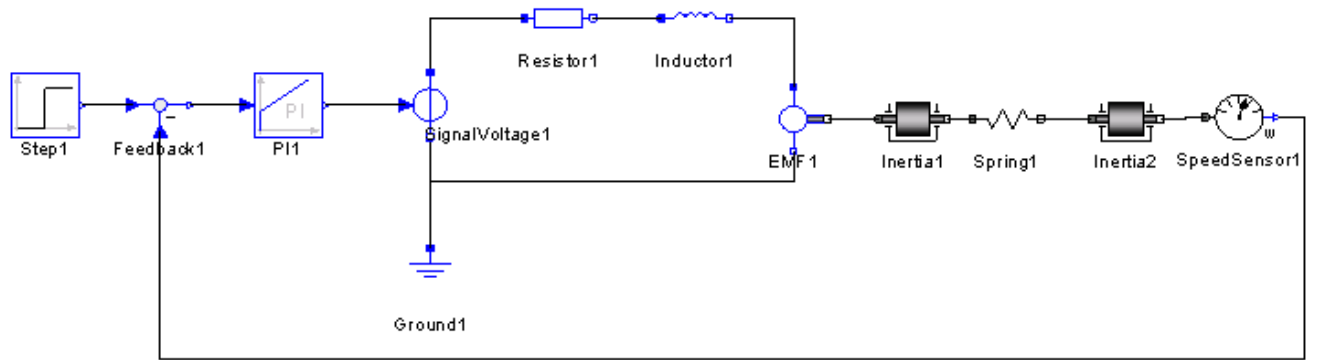 Resistor1
Inductor1
PI
SignalVoltage1
Step1
Feedback1
PI1
EMF1
Inertia1
Spring1
Inertia2
w
SpeedSensor1
Ground1